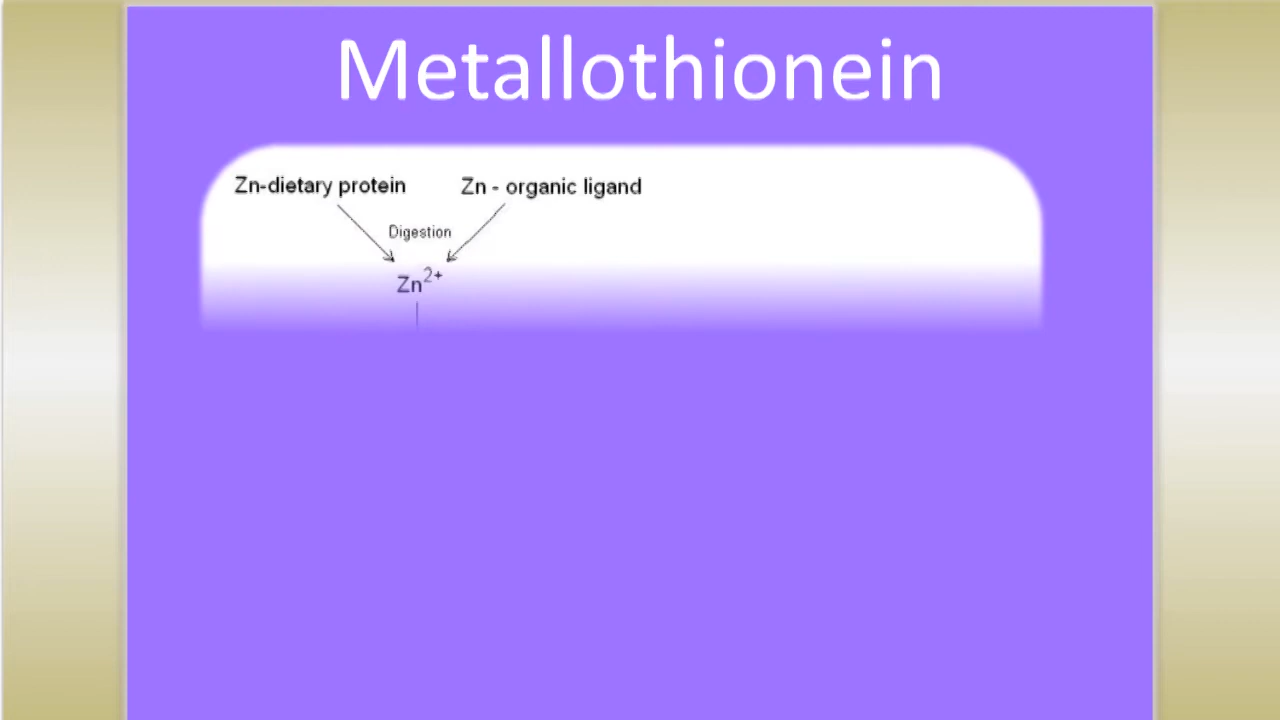 Metallothionein
Zn-dietary protein
Zn - organic ligand
Digestion
Zn2+